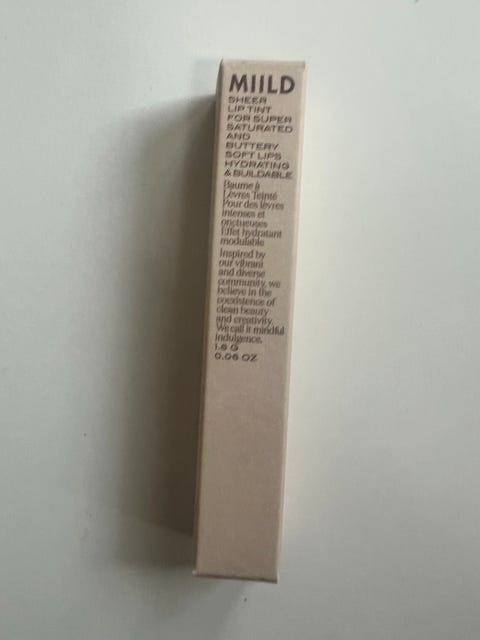 MIILD
SHEER
LIP TINT
FOR SUPER
SATURATED
AND
BUTTERY
SOFT LIPS
HYDRATING
& BUILDABLE
Baume à
Lèvres Teinté
Pour des lèvres
intenses et
onctueuses
Effet hydratant
modulable
Inspired by
our vibrant
and diverse
community, we
believe in the
coexistence of
clean beauty
and creativity.
We call it mindful
indulgence.
1.6 G
0.06 OZ